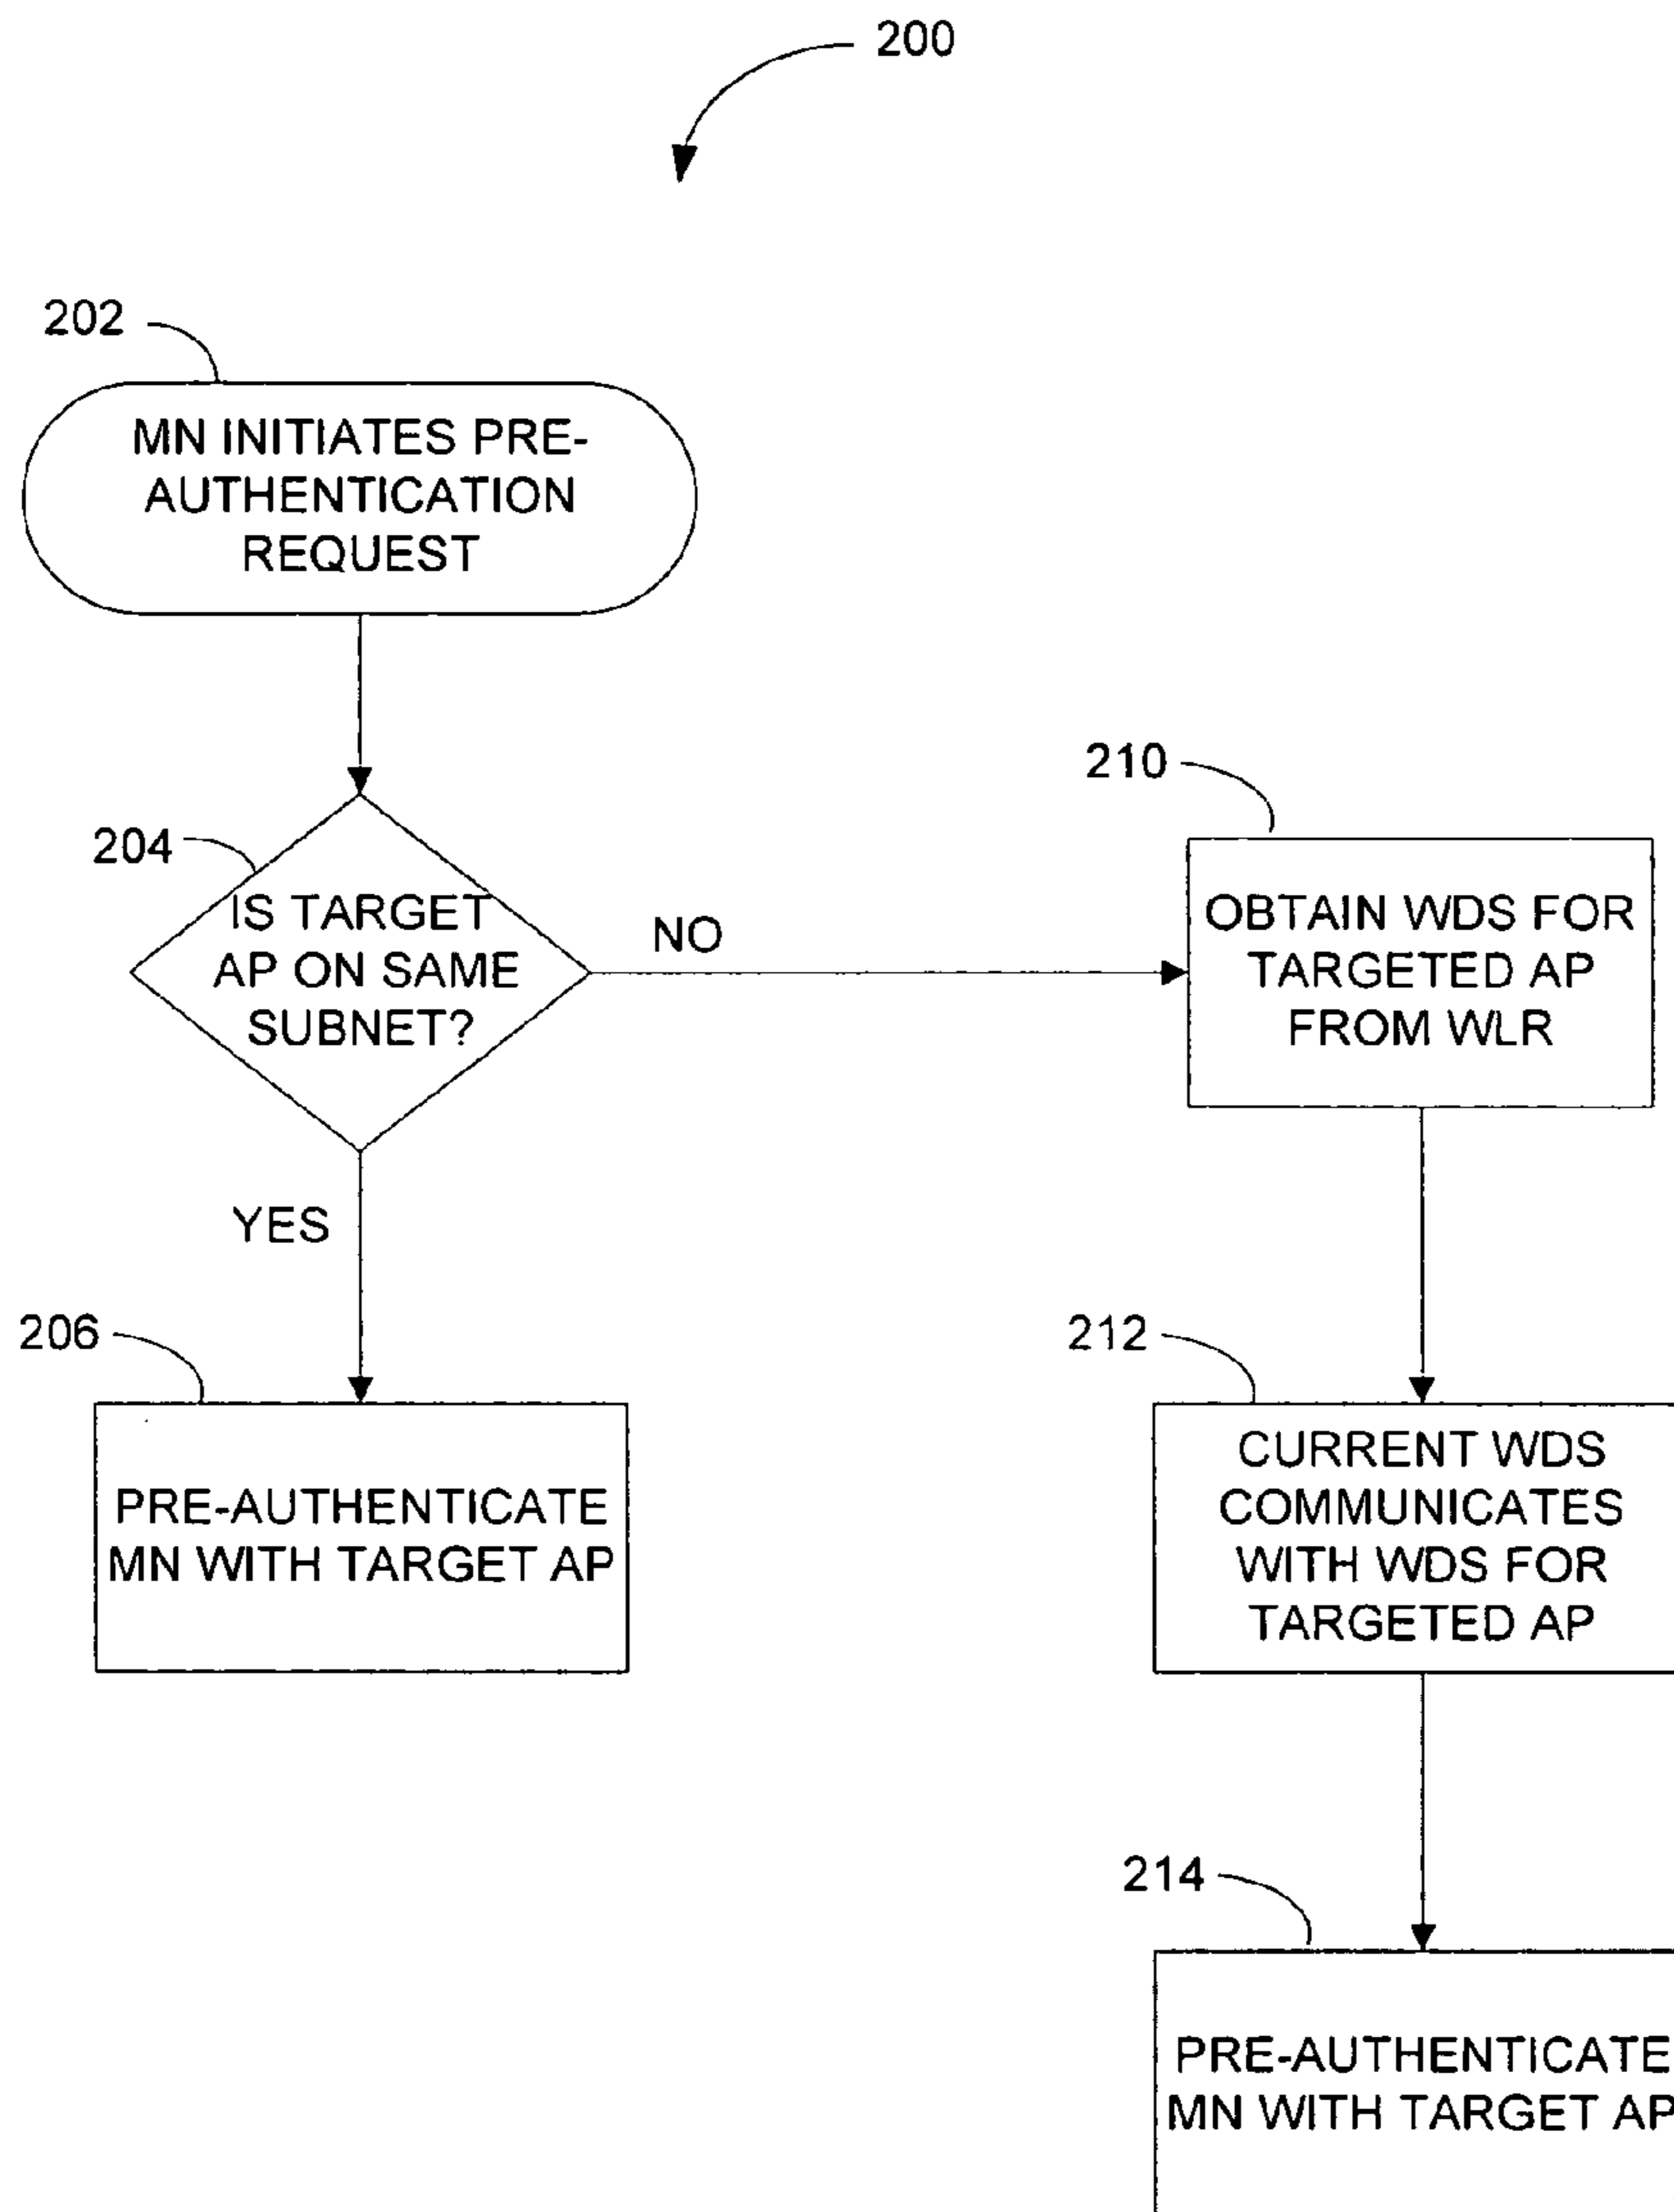 200
202
MN INITIATES PRE-
AUTHENTICATION
REQUEST
204
IS TARGET
AP ON SAME
SUBNET?
NO
YES
206
PRE-AUTHENTICATE
MN WITH TARGET AP
210
OBTAIN WDS FOR
TARGETED AP
FROM WLR
212
CURRENT WDS
COMMUNICATES
WITH WDS FOR
TARGETED AP
214
PRE-AUTHENTICATE
MN WITH TARGET AP